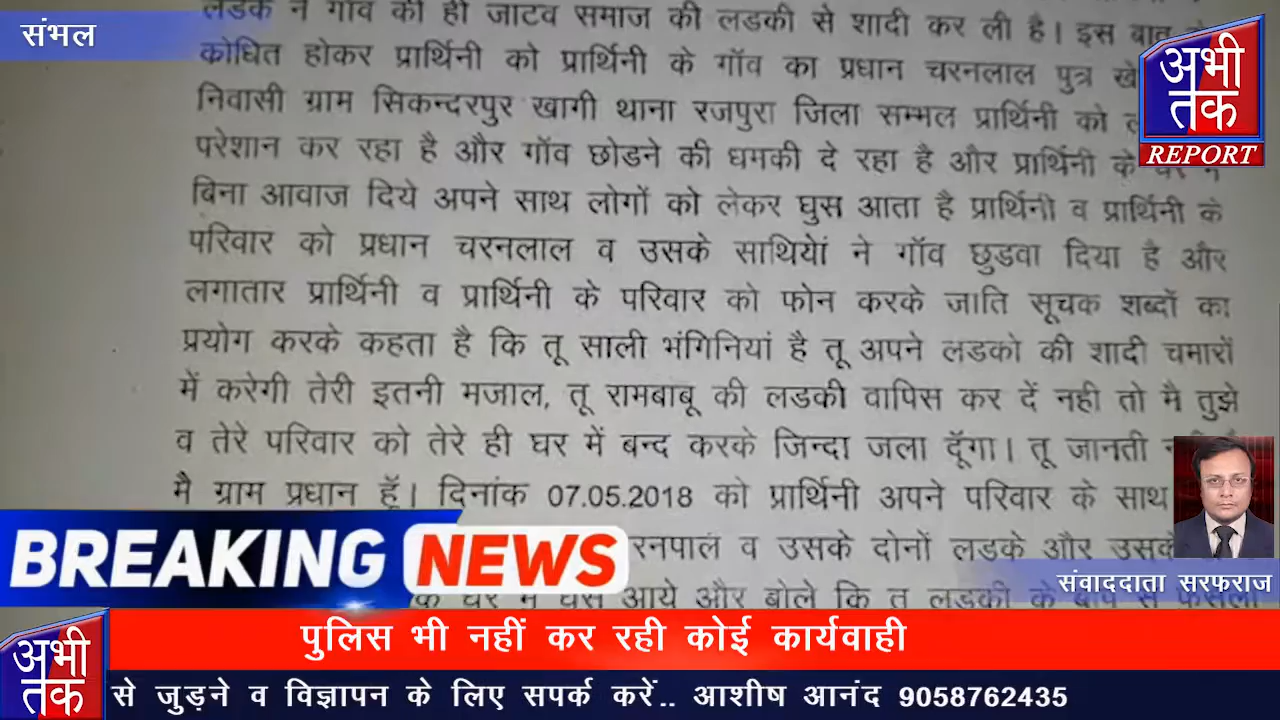 संभल
लडके ने गॉव की ही जाटव समाज की लडकी से शादी कर ली है। इस बात
कोधित होकर प्रार्थिनी को प्रार्थिनी के गॉव का प्रधान चरनलाल पुत्र
निवासी ग्राम सिकन्दरपुर खागी थाना रजपुरा जिला सम्भल प्रार्थिनी को
परेशान कर रहा है और गॉव छोडने की धमकी दे रहा है और प्रार्थिनी के
बिना आवाज दिये अपने साथ लोगों को लेकर घुस आता है प्रार्थिनी व प्रार्थिनी के
परिवार को प्रधान चरनलाल व उसके साथियेां ने गॉव छुडवा दिया है और
लगातार प्रार्थिनी व प्रार्थिनी के परिवार को फोन करके जाति सूचक शब्दों का
प्रयोग करके कहता है कि तू साली भंगिनियां है तू अपने लडको की शादी चमारों
में करेगी तेरी इतनी मजाल, तू रामबाबू की लडकी वापिस कर दें नही तो मै तुझे
व तेरे परिवार को तेरे ही घर में बन्द करके जिन्दा जला दूॅगा। तू जानती
मै ग्राम प्रधान हॅू। दिनांक 07.05.2018 को प्रार्थिनी अपने परिवार के साथ
व उसके दोनों लडके और
आये और बोले कि तू लडकी के
अभी
तक
REPORT
BREAKING NEWS
संवाददाता सरफराज
पुलिस भी नहीं कर रही कोई कार्यवाही
अभी
तक
से जुड़ने व विज्ञापन के लिए सपर्क करें.. आशीष आनंद 9058762435